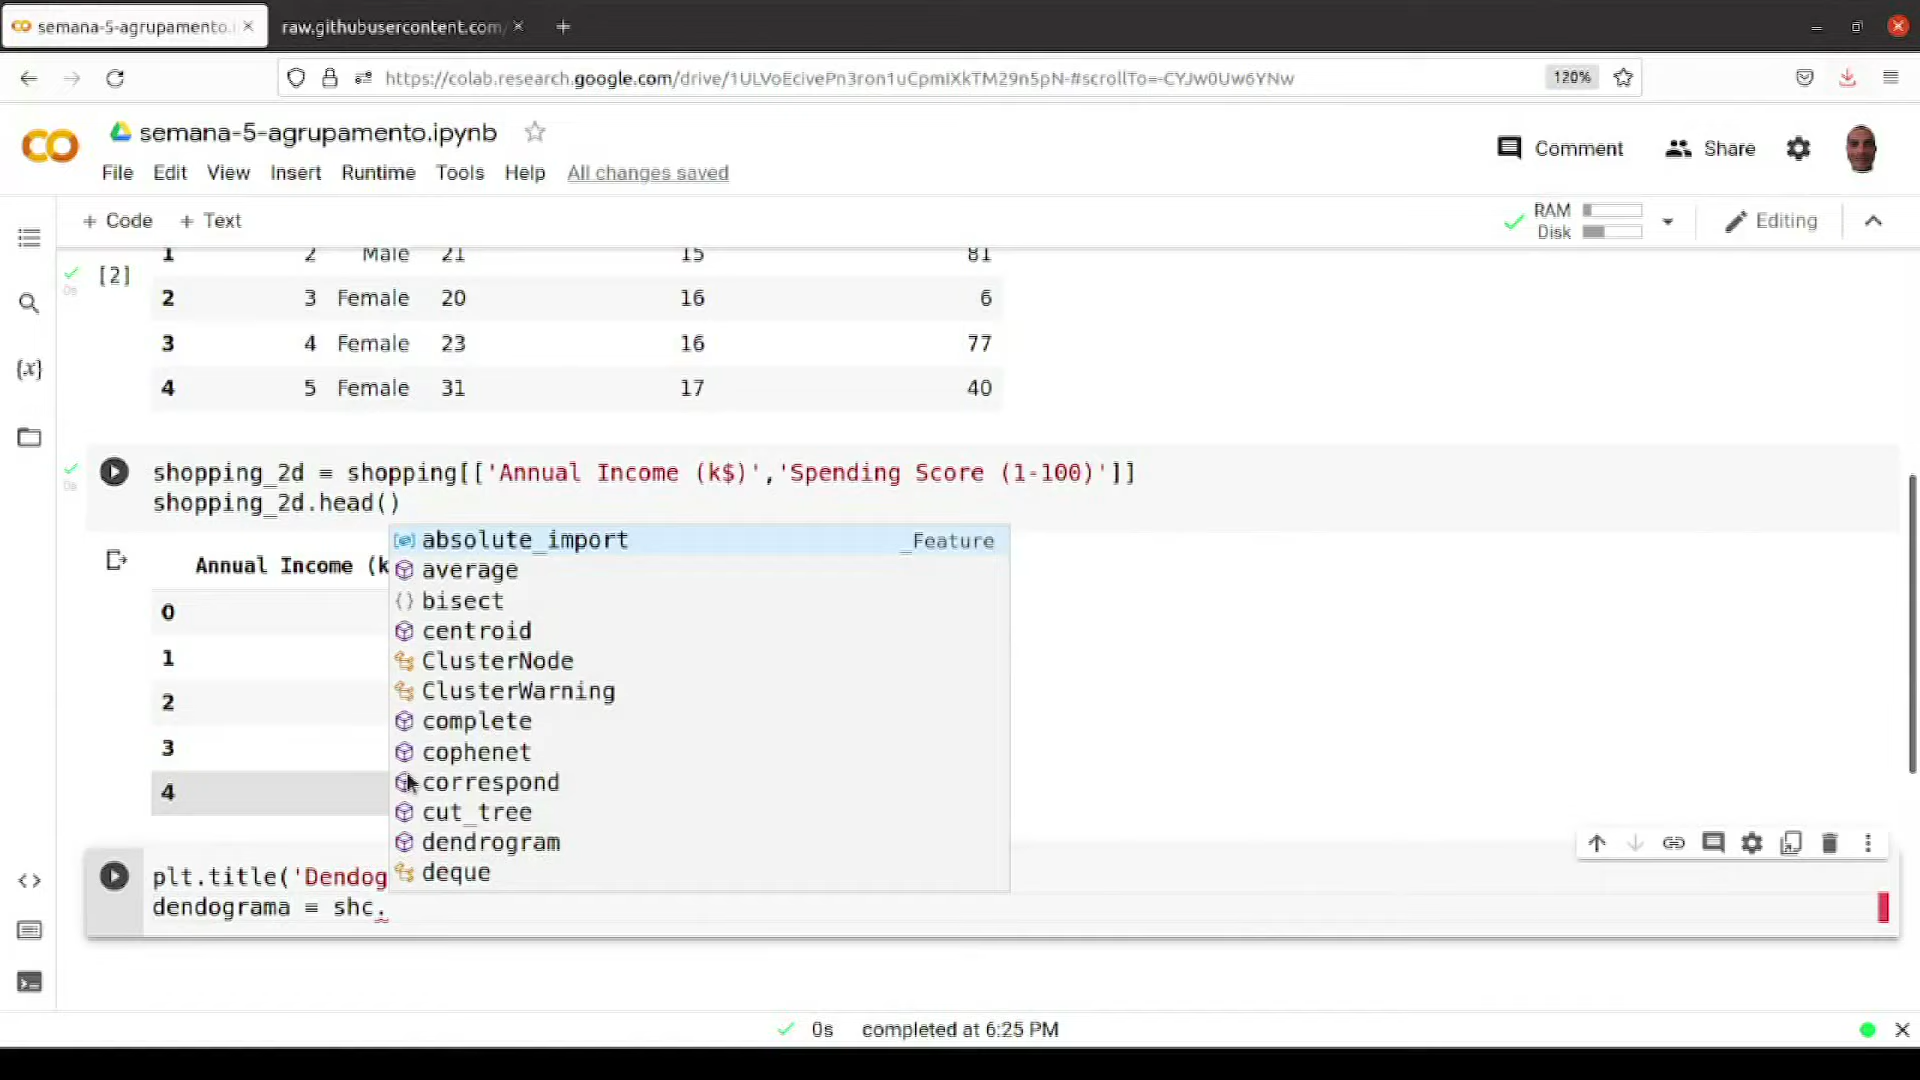 semana-5-agrupamento.i
raw.githubusercontent.com/
https://colab.research.google.com/drive/1ULVoEcivePn3ron1uCpmIXkTM29n5pN-#scrollTo=-CYJw0Uw6YNw
120%
CO
semana-5-agrupamento.ipynb
Comment
Share
File Edit View Insert Runtime Tools Help All changes saved
+ Code + Text
RAM
Disk
Editing
[2]
0s
1 2 Male 21 15 81
2 3 Female 20 16 6
3 4 Female 23 16 77
4 5 Female 31 17 40
{x}
0s
shopping_2d = shopping[['Annual Income (k$)','Spending Score (1-100)']]
shopping_2d.head()
absolute_import _Feature
average
bisect
centroid
ClusterNode
ClusterWarning
complete
cophenet
correspond
cut_tree
dendrogram
deque
Annual Income (k
0
1
2
3
4
plt.title('Dendog
dendograma = shc.
0s completed at 6:25 PM